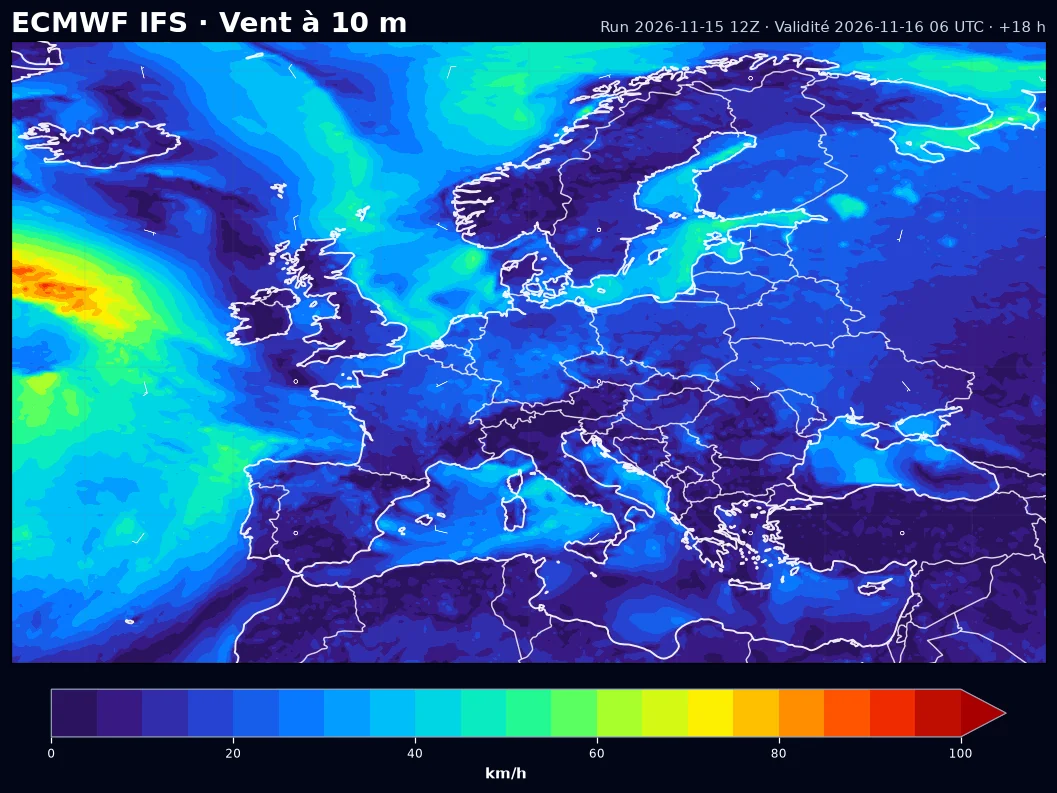 ECMWF IFS · Vent à 10 m
Run 2026-11-15 12Z · Validité 2026-11-16 06 UTC · +18 h
0 20 40 60 80 100
km/h